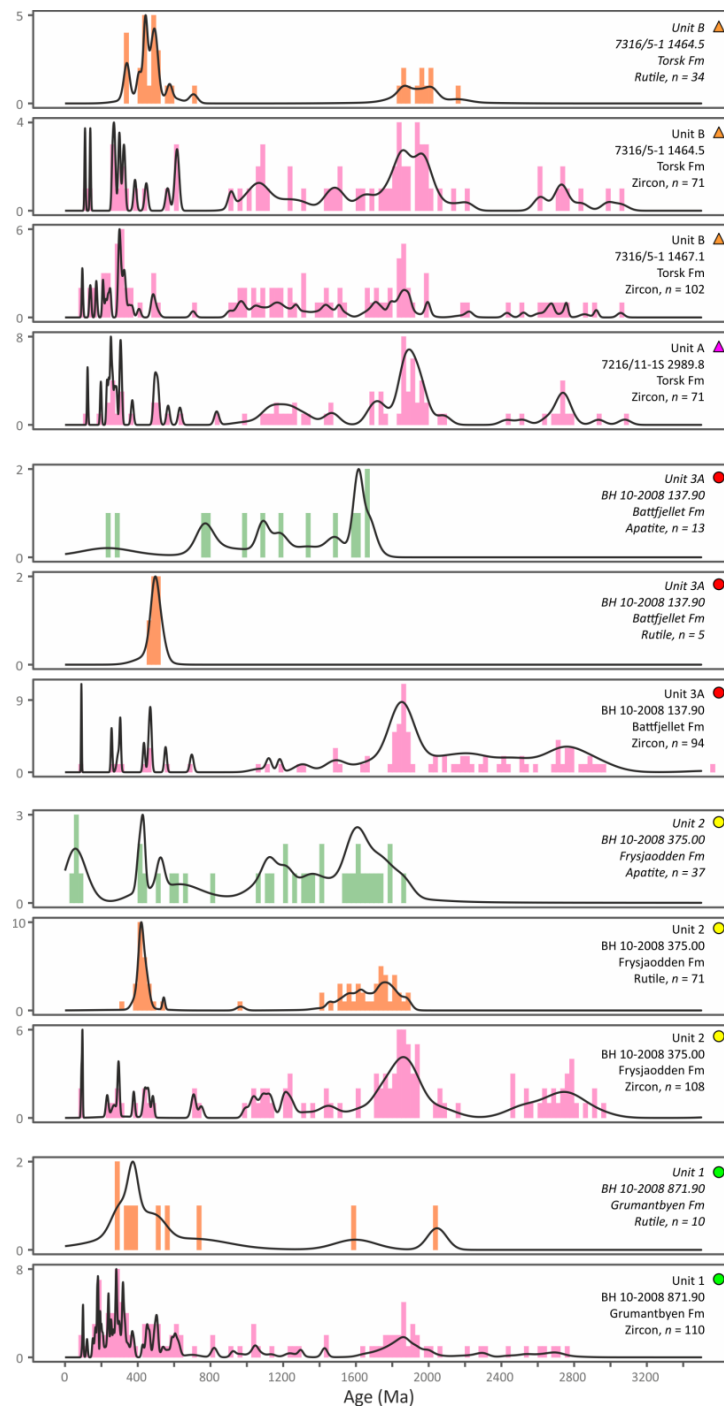 5
0
Unit B
7316/5-1 1464.5
Torsk Fm
Rutile, n = 34
4
0
Unit B
7316/5-1 1464.5
Torsk Fm
Zircon, n = 71
6
0
Unit B
7316/5-1 1467.1
Torsk Fm
Zircon, n = 102
8
0
Unit A
7216/11-1S 2989.8
Torsk Fm
Zircon, n = 71
2
0
Unit 3A
BH 10-2008 137.90
Battfjellet Fm
Apatite, n = 13
2
0
Unit 3A
BH 10-2008 137.90
Battfjellet Fm
Rutile, n = 5
9
0
Unit 3A
BH 10-2008 137.90
Battfjellet Fm
Zircon, n = 94
3
0
Unit 2
BH 10-2008 375.00
Frysjaodden Fm
Apatite, n = 37
10
0
Unit 2
BH 10-2008 375.00
Frysjaodden Fm
Rutile, n = 71
6
0
Unit 2
BH 10-2008 375.00
Frysjaodden Fm
Zircon, n = 108
2
0
Unit 1
BH 10-2008 871.90
Grumantbyen Fm
Rutile, n = 10
8
0
Unit 1
BH 10-2008 871.90
Grumantbyen Fm
Zircon, n = 110
0 400 800 1200 1600 2000 2400 2800 3200
Age (Ma)